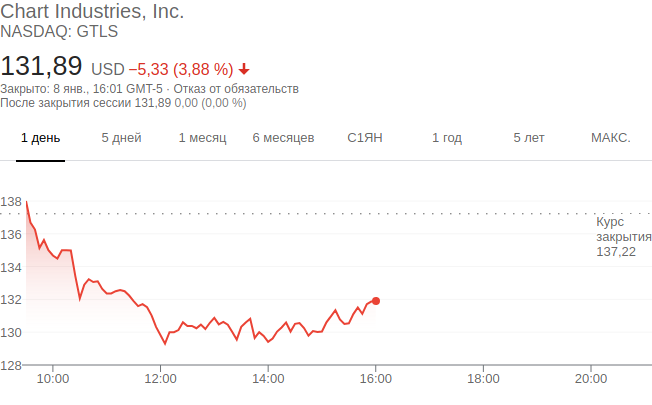 Chart Industries, Inc.
NASDAQ: GTLS
131,89 USD −5,33 (3,88 %)
Закрыто: 8 янв., 16:01 GMT-5 · Отказ от обязательств
После закрытия сессии 131,89 0,00 (0,00 %)
1 день 5 дней 1 месяц 6 месяцев С1ЯН 1 год 5 лет МАКС.
138
Курс
закрытия
137,22
136
134
132
130
128
10:00 12:00 14:00 16:00 18:00 20:00